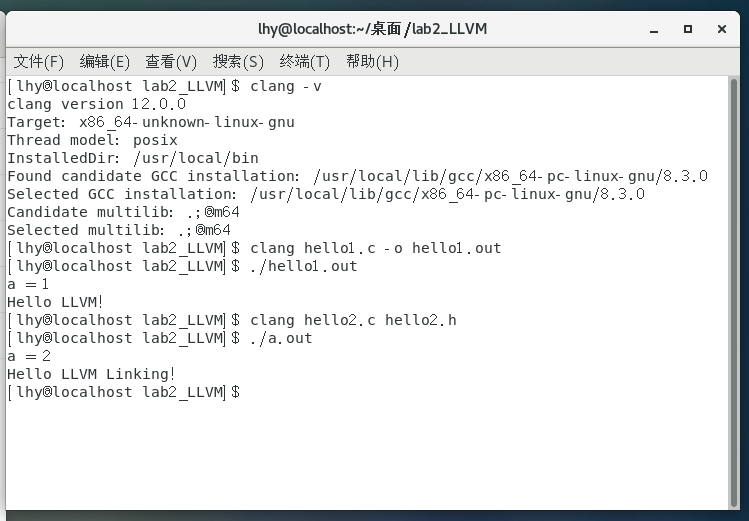 lhy@localhost:~/桌面/lab2_LLVM
文件(F) 编辑(E) 查看(V) 搜索(S) 终端(T) 帮助(H)
[lhy@localhost lab2_LLVM]$ clang -v
clang version 12.0.0
Target: x86_64-unknown-linux-gnu
Thread model: posix
InstalledDir: /usr/local/bin
Found candidate GCC installation: /usr/local/lib/gcc/x86_64-pc-linux-gnu/8.3.0
Selected GCC installation: /usr/local/lib/gcc/x86_64-pc-linux-gnu/8.3.0
Candidate multilib: .;@m64
Selected multilib: .;@m64
[lhy@localhost lab2_LLVM]$ clang hello1.c -o hello1.out
[lhy@localhost lab2_LLVM]$ ./hello1.out
a = 1
Hello LLVM!
[lhy@localhost lab2_LLVM]$ clang hello2.c hello2.h
[lhy@localhost lab2_LLVM]$ ./a.out
a = 2
Hello LLVM Linking!
[lhy@localhost lab2_LLVM]$